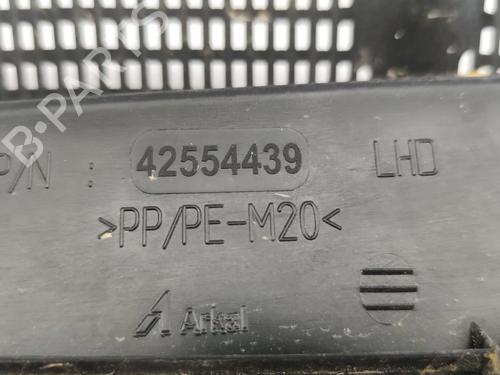 B-PARTS
P/N : 42554439 LHD
>PP/PE-M20<
Arkal